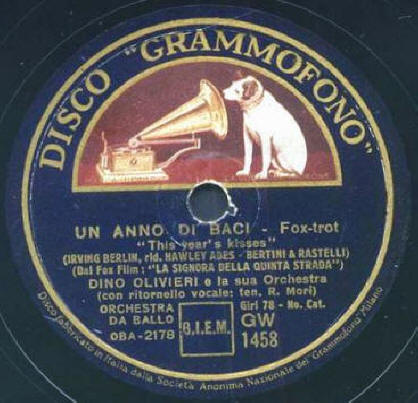 DISCO "GRAMMOFONO"
UN ANNO DI BACI - Fox-trot
"This year's kisses"
(IRVING BERLIN, rid. HAWLEY ADES - BERTINI & RASTELLI)
(Dal Fox Film: "LA SIGNORA DELLA QUINTA STRADA")
DINO OLIVIERI e la sua Orchestra
(con ritornello vocale: ten. R. Mori)
ORCHESTRA DA BALLO
OBA-2178
B.I.E.M.
Giri 78 - No. Cat.
GW 1458
Disco fabbricato in Italia dalla Società Anonima Nazionale del "Grammofono" Milano